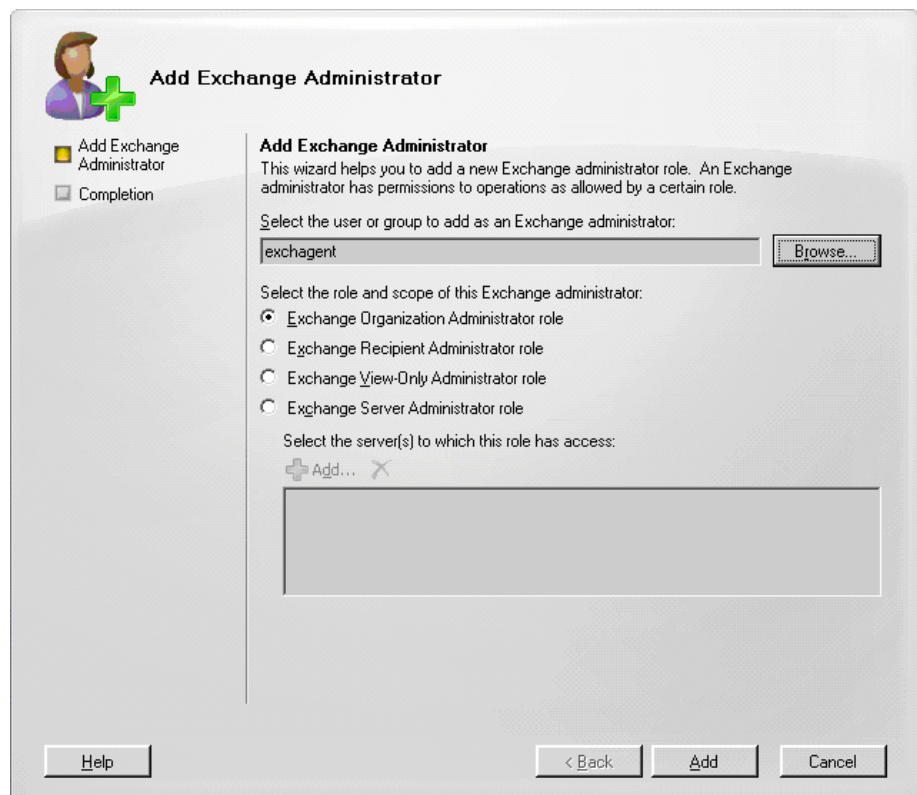 Add Exchange Administrator
Add Exchange
Administrator
Completion
Add Exchange Administrator
This wizard helps you to add a new Exchange administrator role.  An Exchange
administrator has permissions to operations as allowed by a certain role.
Select the user or group to add as an Exchange administrator:
exchagent
Browse...
Select the role and scope of this Exchange administrator:
Exchange Organization Administrator role
Exchange Recipient Administrator role
Exchange View-Only Administrator role
Exchange Server Administrator role
Select the server(s) to which this role has access:
Add...
Help
< Back
Add
Cancel